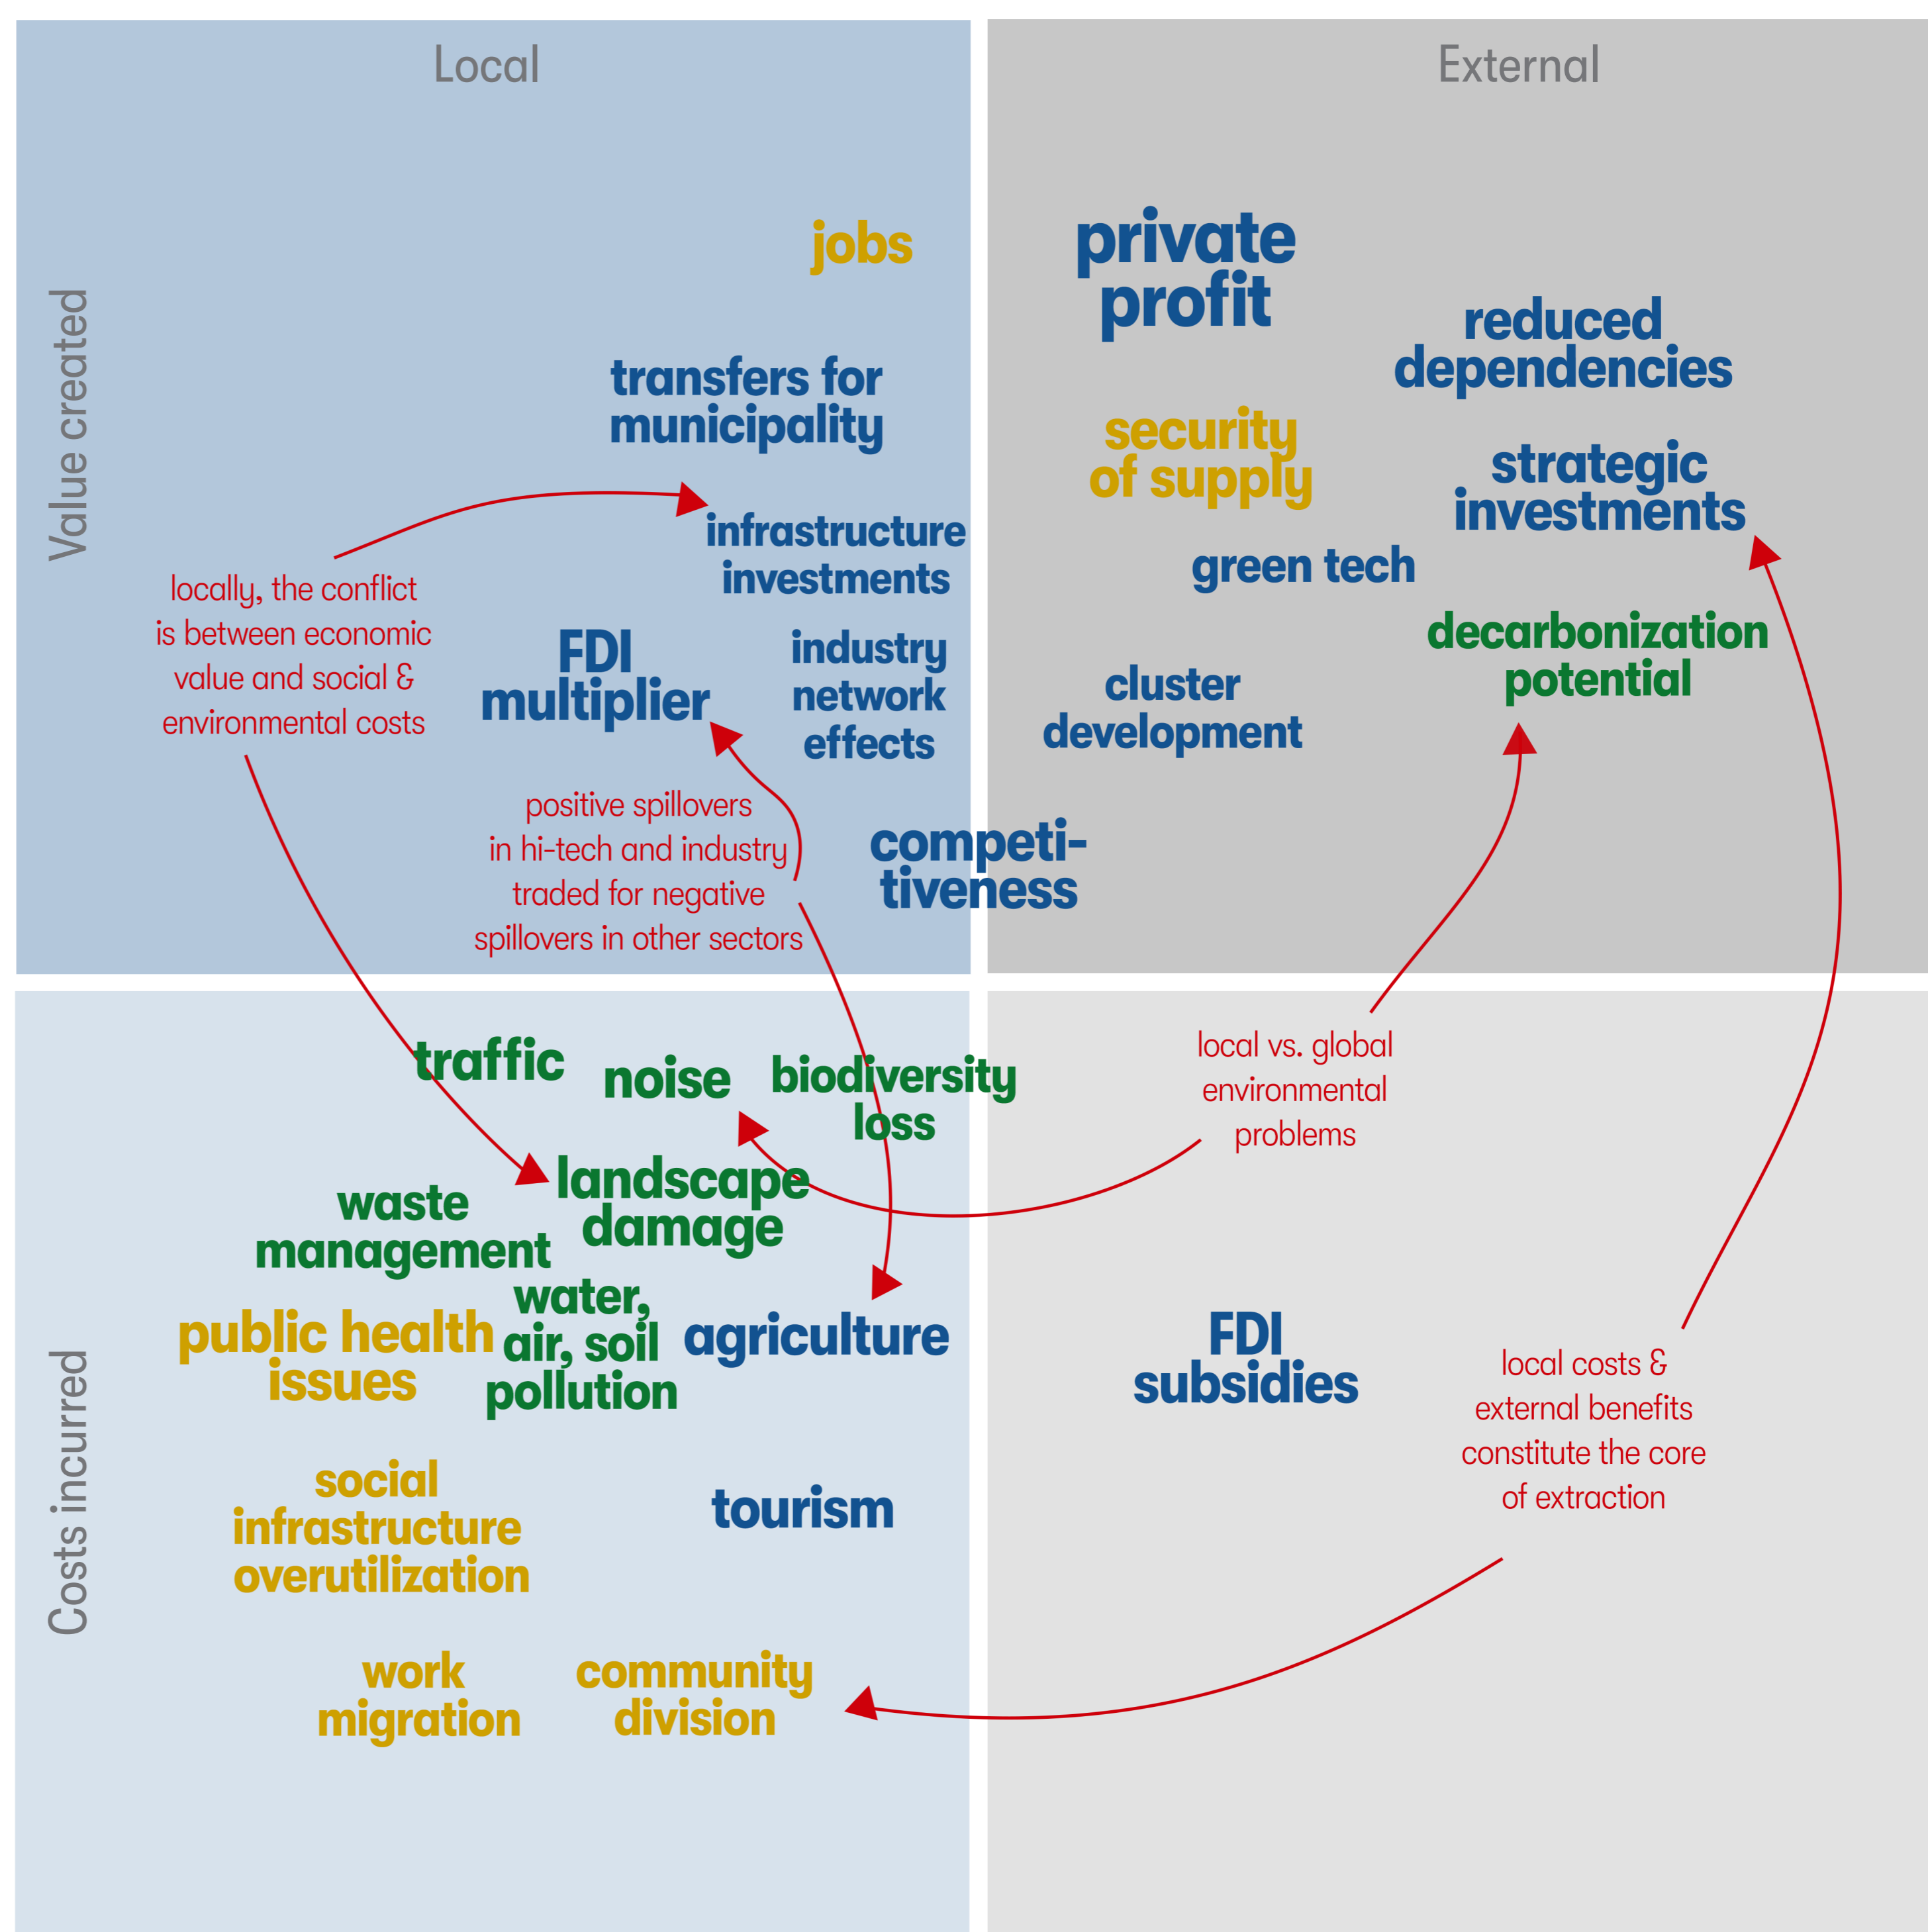 Local
External
Value created
jobs
transfers for
municipality
infrastructure
investments
locally, the conflict
is between economic
value and social &
environmental costs
FDI
multiplier
industry
network
effects
positive spillovers
in hi-tech and industry
traded for negative
spillovers in other sectors
private
profit
reduced
dependencies
security
of supply
strategic
investments
green tech
decarbonization
potential
cluster
development
competi-
tiveness
Costs incurred
traffic
noise
biodiversity
loss
landscape
damage
waste
management
water,
air, soil
pollution
public health
issues
agriculture
social
infrastructure
overutilization
tourism
work
migration
community
division
local vs. global
environmental
problems
FDI
subsidies
local costs &
external benefits
constitute the core
of extraction